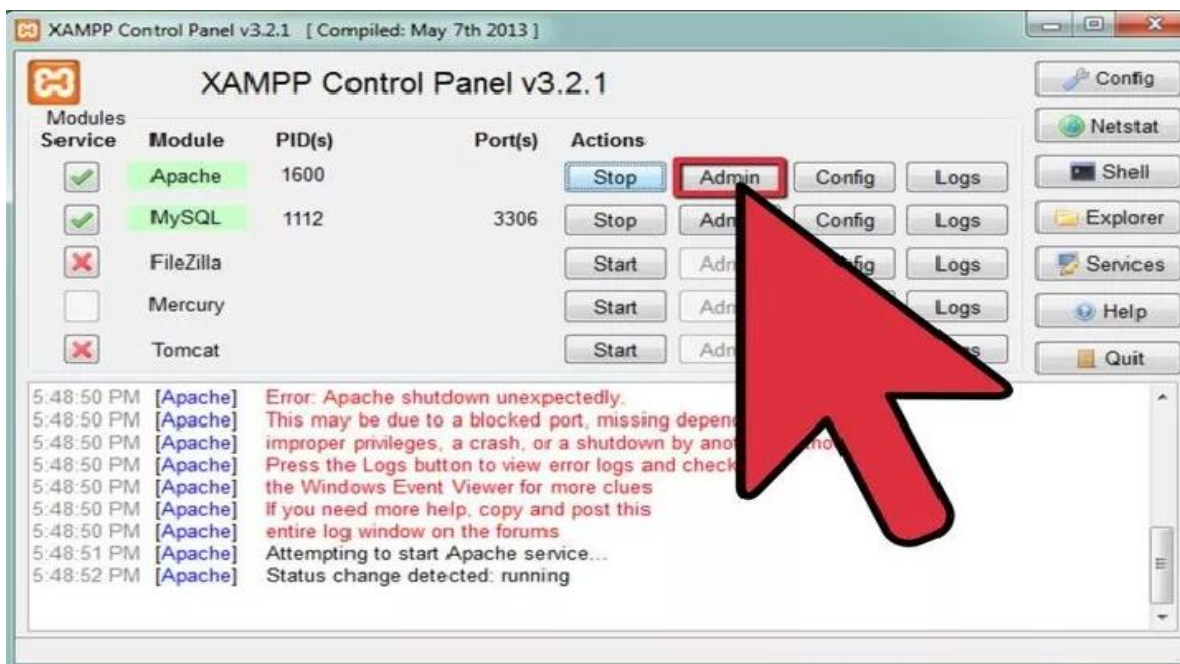 XAMPP Control Panel v3.2.1 [ Compiled: May 7th 2013 ]
XAMPP Control Panel v3.2.1
Config
Modules
Service Module PID(s) Port(s) Actions
Netstat
Apache 1600 Stop Admin Config Logs
Shell
MySQL 1112 3306 Stop Config Logs
Explorer
FileZilla Start Logs
Services
Mercury Start Logs
Help
Tomcat Start
Quit
5:48:50 PM [Apache] Error: Apache shutdown unexpectedly.
5:48:50 PM [Apache] This may be due to a blocked port, missing
5:48:50 PM [Apache] improper privileges, a crash, or a shutdown by
5:48:50 PM [Apache] Press the Logs button to view error logs and check
5:48:50 PM [Apache] the Windows Event Viewer for more clues
5:48:50 PM [Apache] If you need more help, copy and post this
5:48:50 PM [Apache] entire log window on the forums
5:48:51 PM [Apache] Attempting to start Apache service...
5:48:52 PM [Apache] Status change detected: running